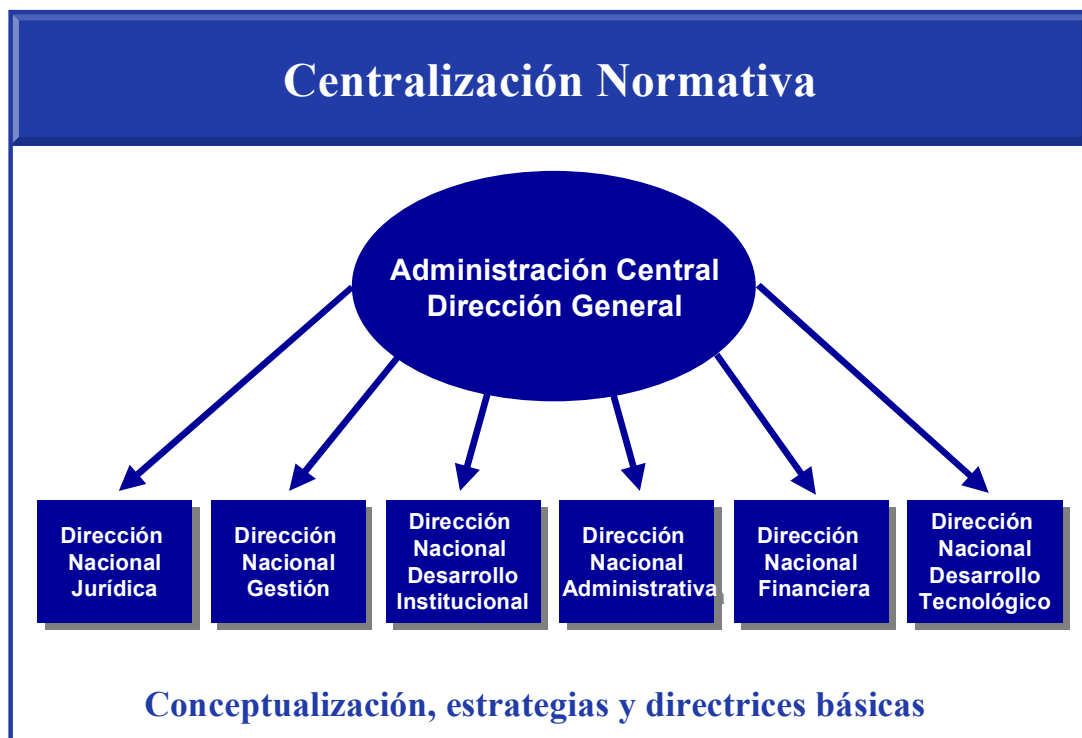 Centralización Normativa
Administración Central
Dirección General
Dirección
Nacional
Jurídica
Dirección
Nacional
Gestión
Dirección
Nacional
Desarrollo
Institucional
Dirección
Nacional
Administrativa
Dirección
Nacional
Financiera
Dirección
Nacional
Desarrollo
Tecnológico
Conceptualización, estrategias y directrices básicas